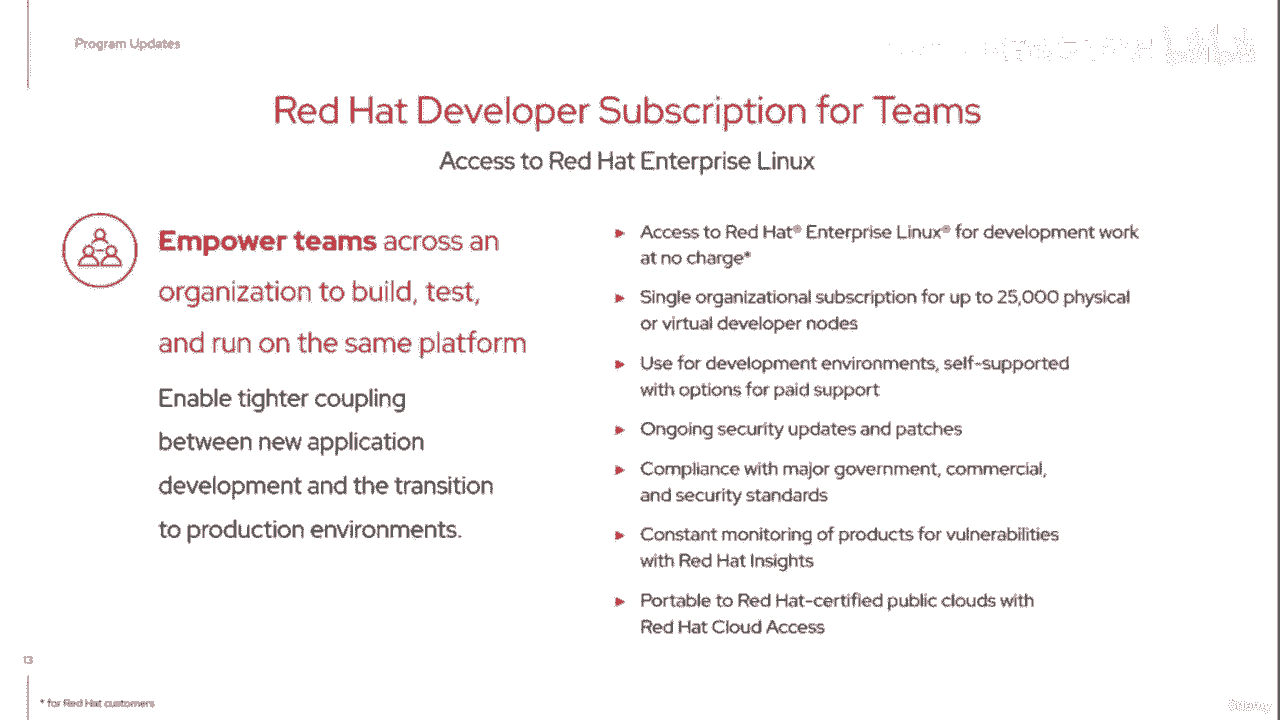 Program Updates
Red Hat Developer Subscription for Teams
Access to Red Hat Enterprise Linux
Empower teams across an
organization to build, test,
and run on the same platform
Enable tighter coupling
between new application
development and the transition
to production environments.
► Access to Red Hat® Enterprise Linux® for development work
at no charge*
► Single organizational subscription for up to 25,000 physical
or virtual developer nodes
► Use for development environments, self-supported
with options for paid support
► Ongoing security updates and patches
► Compliance with major government, commercial,
and security standards
► Constant monitoring of products for vulnerabilities
with Red Hat Insights
► Portable to Red Hat-certified public clouds with
Red Hat Cloud Access
13
* for Red Hat customers